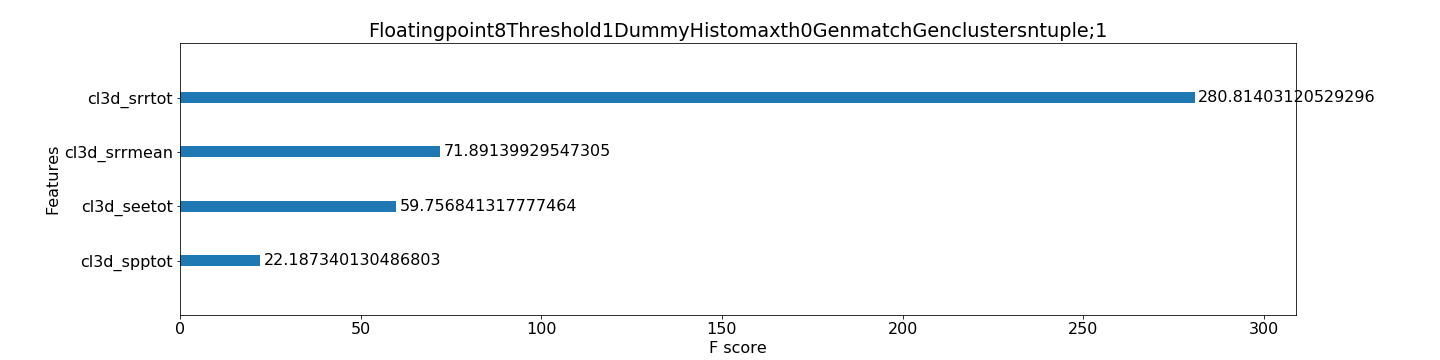 Floatingpoint8Threshold1DummyHistomaxth0GenmatchGenclustersntuple;1
Features
cl3d_srrtot
280.81403120529296
cl3d_srrmean
71.89139929547305
cl3d_seetot
59.756841317777464
cl3d_spptot
22.187340130486803
0 50 100 150 200 250 300
F score